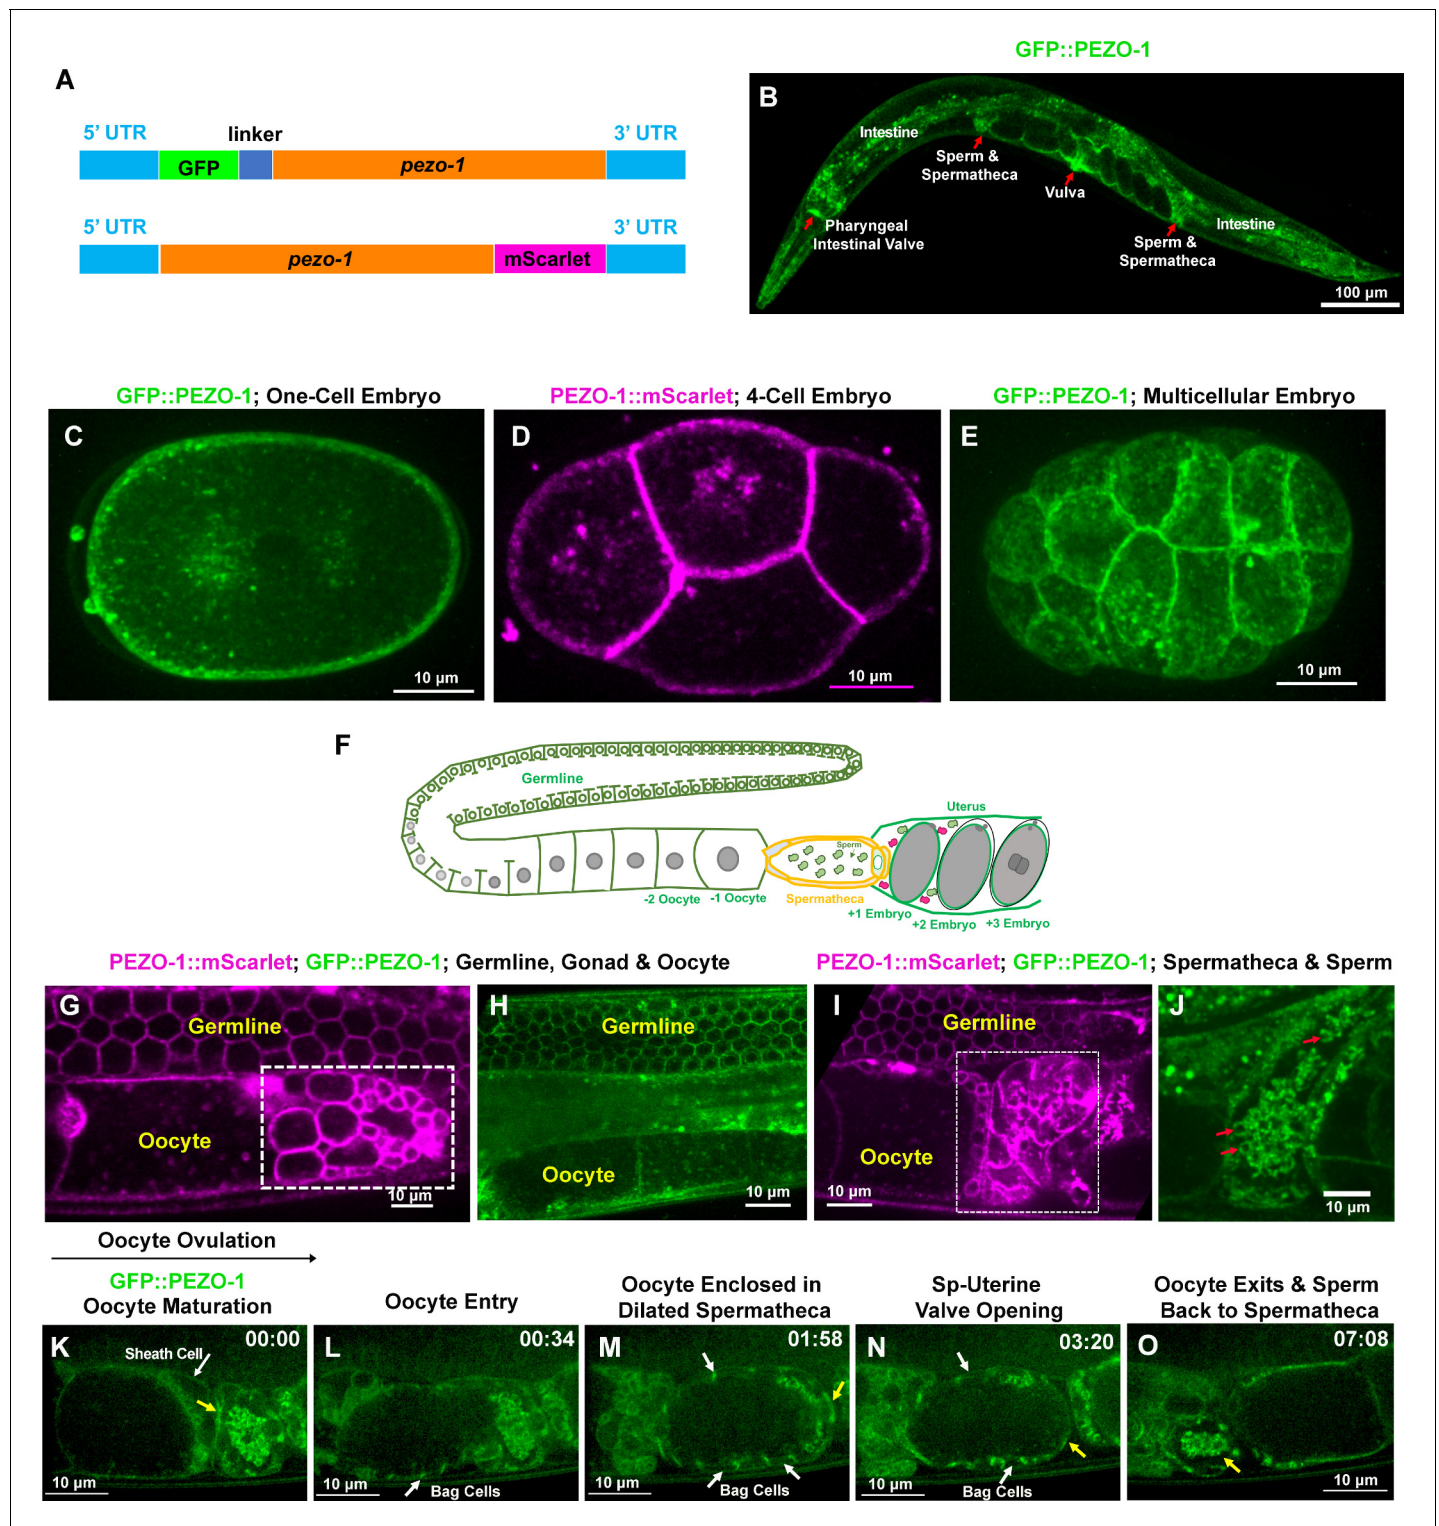 A
5' UTR
linker
3' UTR
GFP
pezo-1
5' UTR
3' UTR
pezo-1
mScarlet
GFP::PEZO-1
B
Intestine
Sperm &
Spermatheca
Vulva
Pharyngeal
Intestinal Valve
Intestine
Sperm &
Spermatheca
100 µm
GFP::PEZO-1; One-Cell Embryo
C
10 µm
PEZO-1::mScarlet; 4-Cell Embryo
D
10 µm
GFP::PEZO-1; Multicellular Embryo
E
10 µm
F
Germline
Uterus
Sperm
-2 Oocyte
-1 Oocyte
Spermatheca
+1 Embryo
+2 Embryo
+3 Embryo
PEZO-1::mScarlet; GFP::PEZO-1; Germline, Gonad & Oocyte
PEZO-1::mScarlet; GFP::PEZO-1; Spermatheca & Sperm
G
Germline
Oocyte
10 µm
H
Germline
Oocyte
10 µm
I
Germline
Oocyte
10 µm
J
10 µm
Oocyte Ovulation
GFP::PEZO-1
Oocyte Maturation
K
00:00
Sheath Cell
10 µm
Oocyte Entry
L
00:34
10 µm
Bag Cells
Oocyte Enclosed in
Dilated Spermatheca
M
01:58
10 µm
Bag Cells
Sp-Uterine
Valve Opening
N
03:20
10 µm
Bag Cells
Oocyte Exits & Sperm
Back to Spermatheca
O
07:08
10 µm